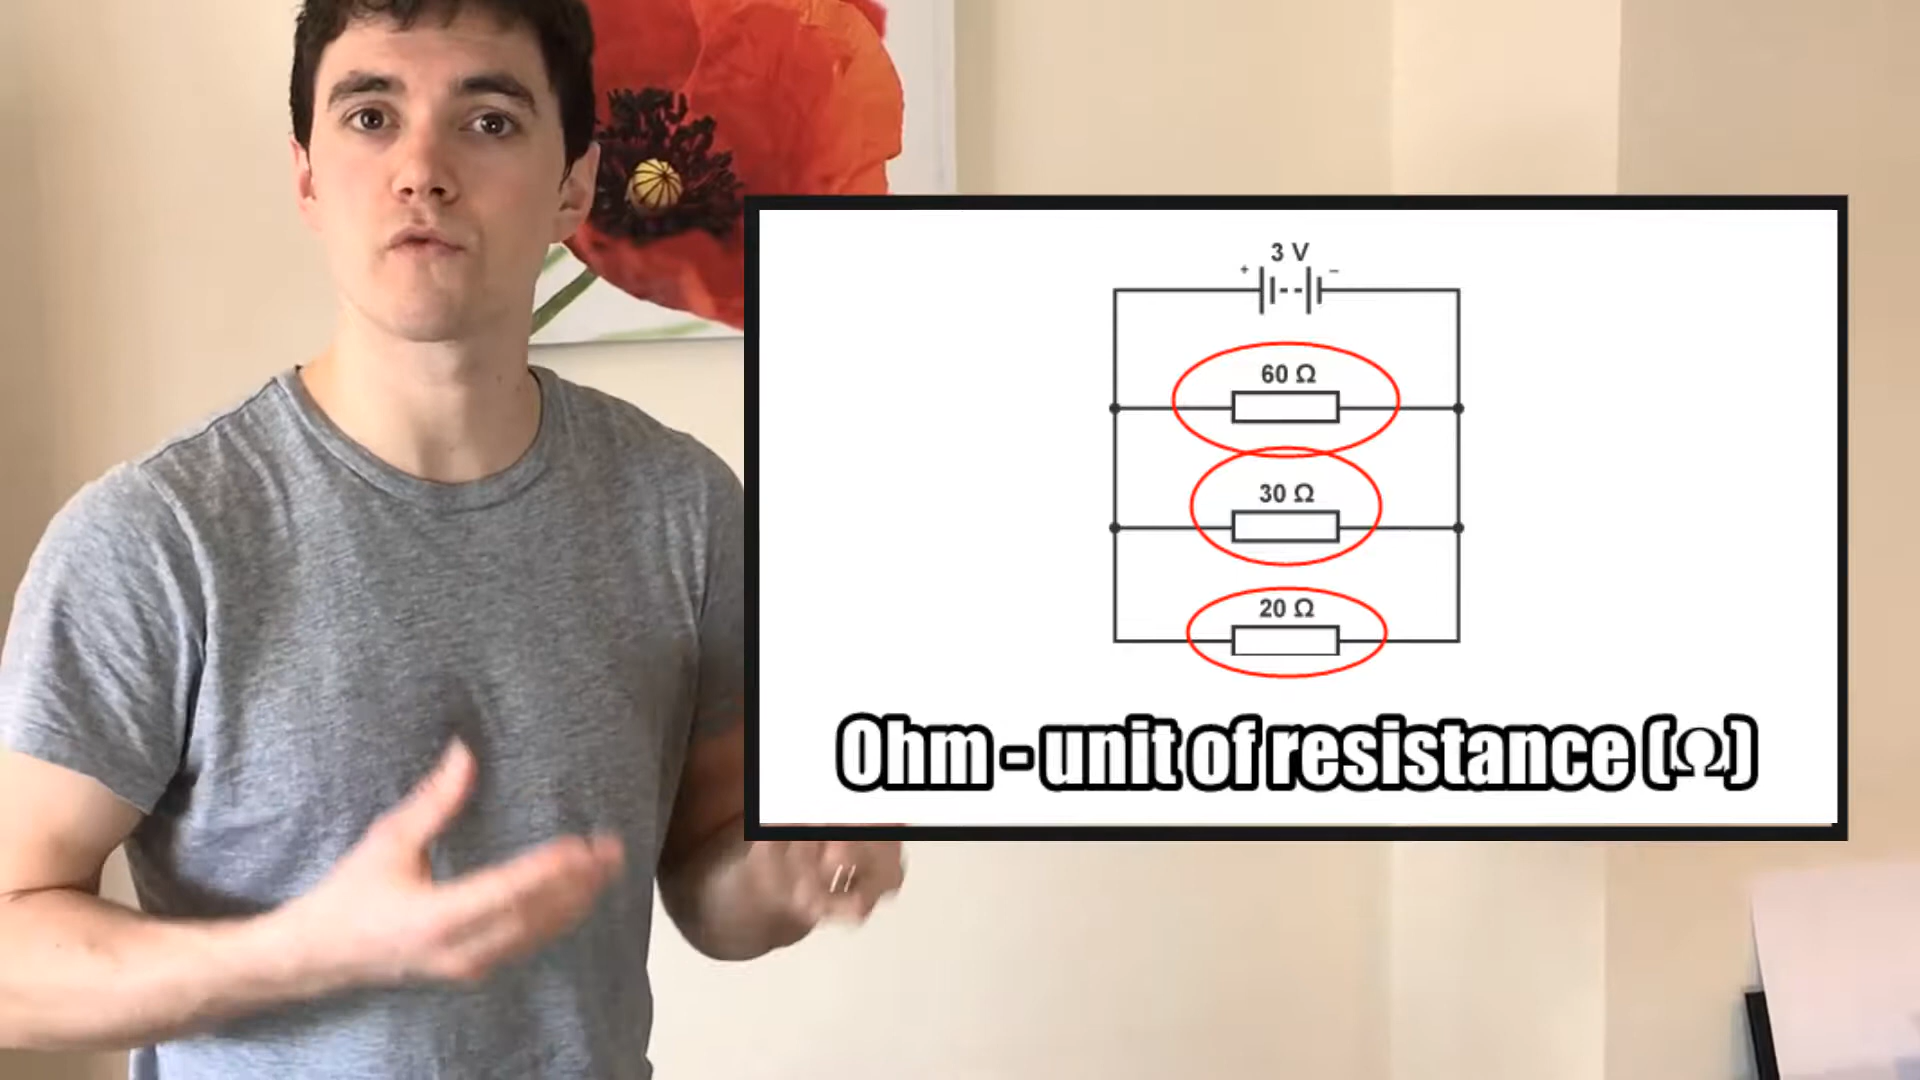 3 V
+ −
60 Ω
30 Ω
20 Ω
Ohm - unit of resistance (Ω)